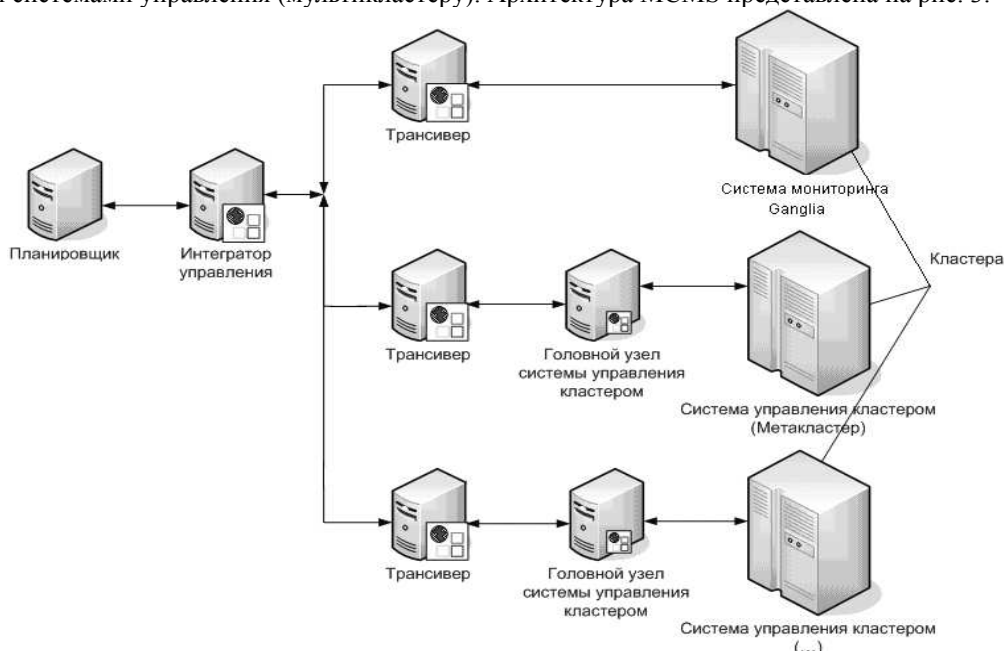 системами управления (мультикластеру). Архитектура MCMS представлена на рис. 3.
Трансивер
Система мониторинга
Ganglia
Планировщик
Интегратор
управления
Кластера
Трансивер
Головной узел
системы управления
кластером
Система управления кластером
(Метакластер)
Трансивер
Головной узел
системы управления
кластером
Система управления кластером
(...)